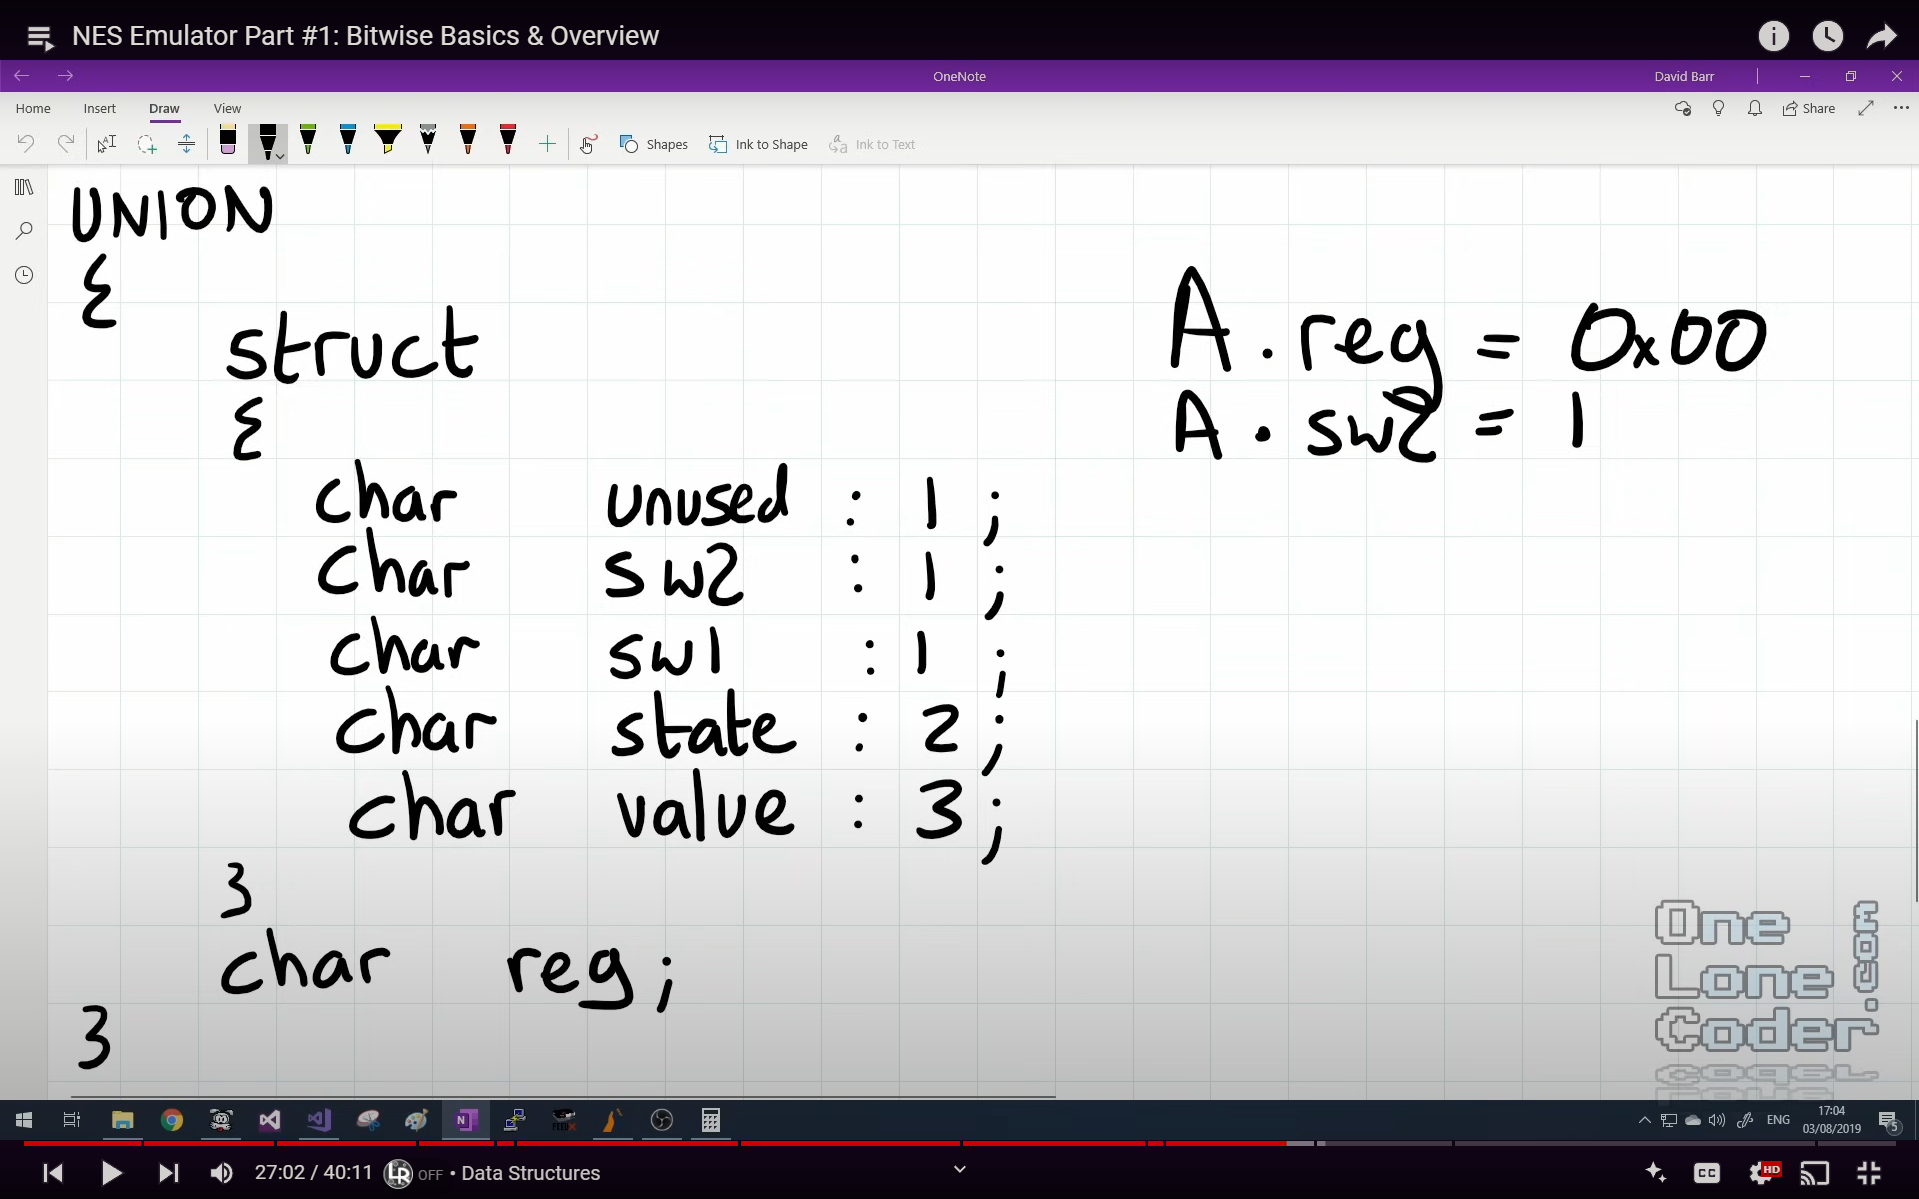 NES Emulator Part #1: Bitwise Basics & Overview
OneNote
David Barr
Home Insert Draw View
Share
Shapes Ink to Shape Ink to Text
UNION
{
struct
{
char unused : 1 ;
char sw2 : 1 ;
char sw1 : 1 ;
char state : 2 ;
char value : 3 ;
}
char reg ;
}
A . reg = 0x00
A . sw2 = 1
One
Lone
Coder
.com
N
ENG
17:04
03/08/2019
5
27:02 / 40:11 LR OFF • Data Structures
CC
HD